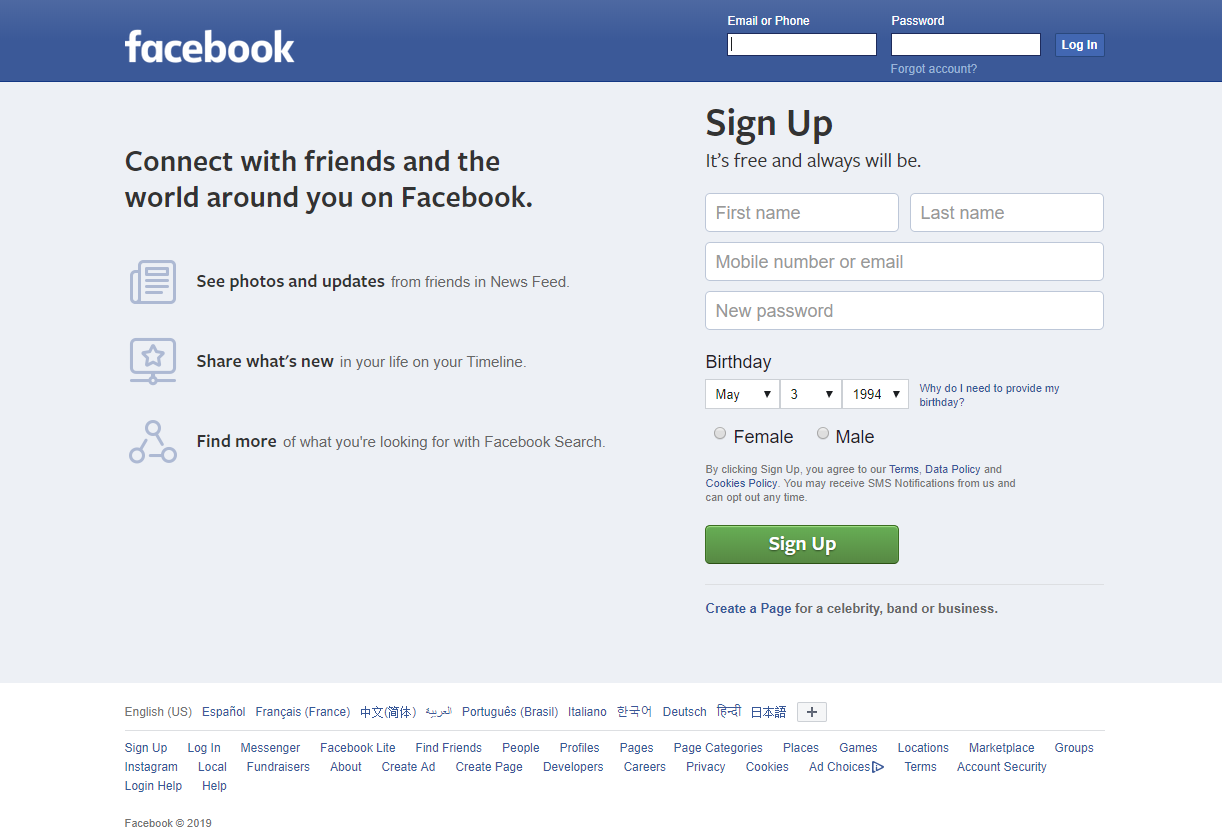 facebook
Email or Phone
Password
Log In
Forgot account?
Connect with friends and the
world around you on Facebook.
See photos and updates from friends in News Feed.
Share what's new in your life on your Timeline.
Find more of what you're looking for with Facebook Search.
Sign Up
It’s free and always will be.
First name
Last name
Mobile number or email
New password
Birthday
May 3 1994
Why do I need to provide my
birthday?
Female Male
By clicking Sign Up, you agree to our Terms, Data Policy and
Cookies Policy. You may receive SMS Notifications from us and
can opt out any time.
Sign Up
Create a Page for a celebrity, band or business.
English (US) Español Français (France) 中文(简体) العربية Português (Brasil) Italiano 한국어 Deutsch हिन्दी 日本語 +
Sign Up Log In Messenger Facebook Lite Find Friends People Profiles Pages Page Categories Places Games Locations Marketplace Groups
Instagram Local Fundraisers About Create Ad Create Page Developers Careers Privacy Cookies Ad Choices Terms Account Security
Login Help Help
Facebook © 2019